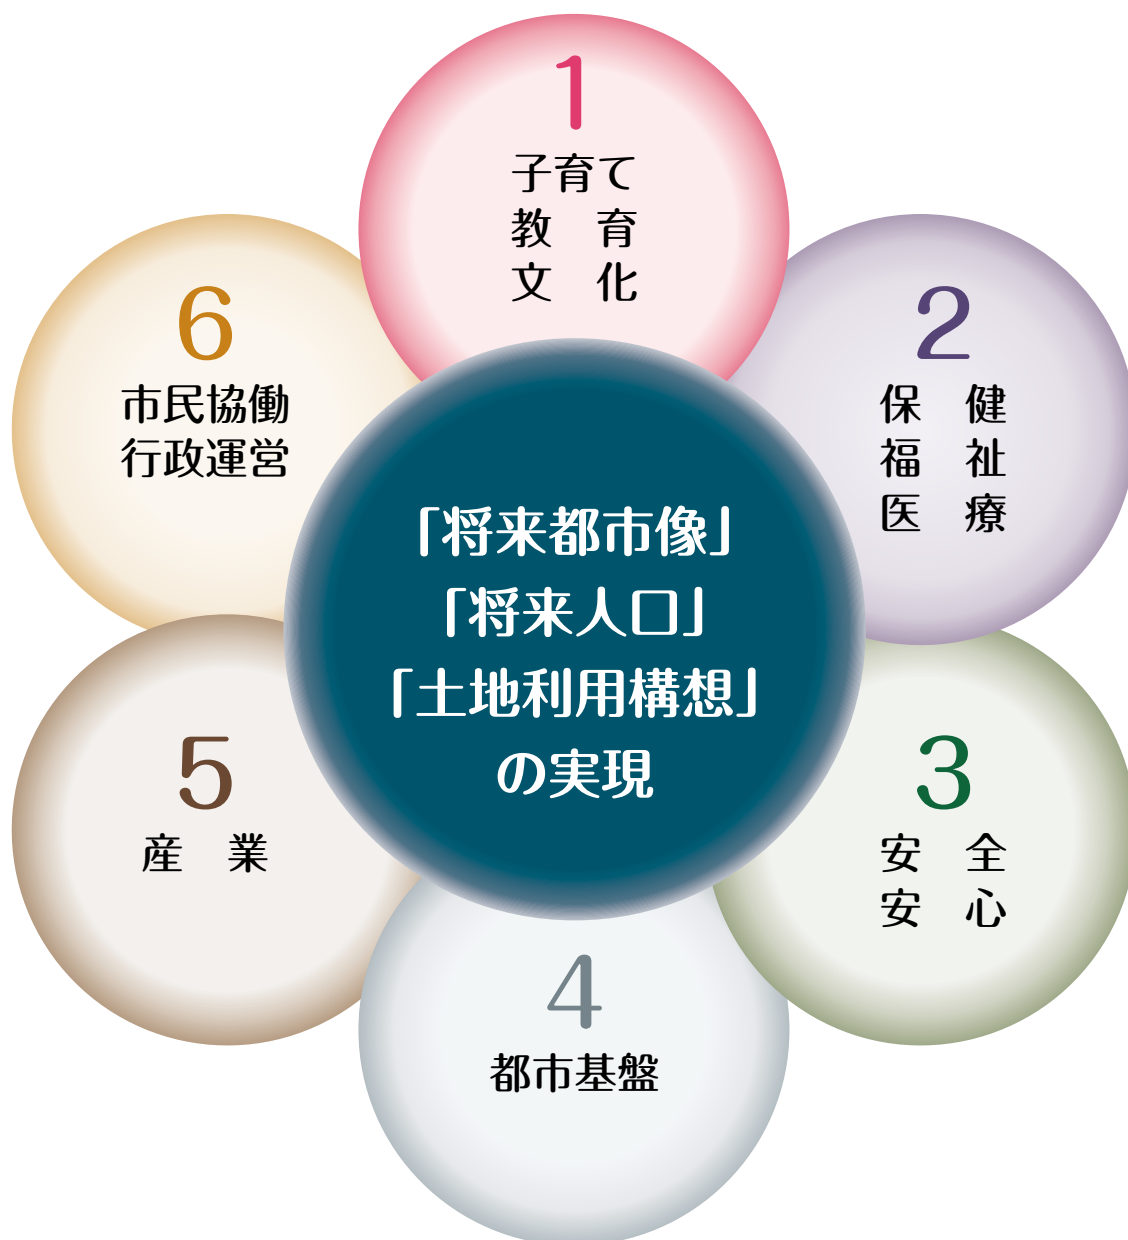 1
子育て
教　育
文　化
2
保　健
福　祉
医　療
3
安　全
安　心
4
都市基盤
5
産　業
6
市民協働
行政運営
「将来都市像」
「将来人口」
「土地利用構想」
の実現